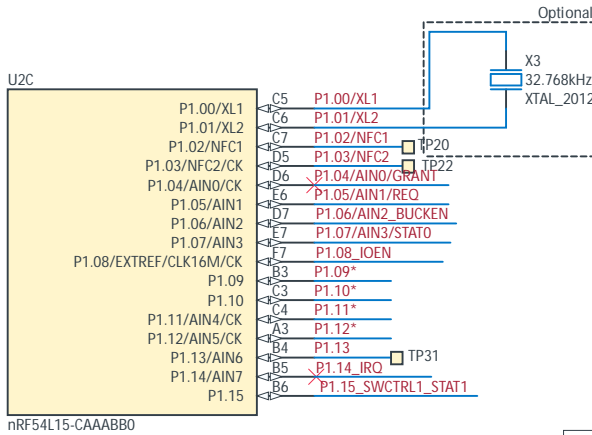 Optional
X3
32.768kHz
XTAL_2012
U2C
P1.00/XL1 C5 P1.00/XL1
P1.01/XL2 C6 P1.01/XL2
P1.02/NFC1 C7 P1.02/NFC1 TP20
P1.03/NFC2/CK D5 P1.03/NFC2 TP22
P1.04/AIN0/CK D6 P1.04/AIN0/GRANT
P1.05/AIN1 E6 P1.05/AIN1/REQ
P1.06/AIN2 D7 P1.06/AIN2_BUCKEN
P1.07/AIN3 E7 P1.07/AIN3/STAT0
P1.08/EXTREF/CLK16M/CK F7 P1.08_IOEN
P1.09 B3 P1.09*
P1.10 C3 P1.10*
P1.11/AIN4/CK C4 P1.11*
P1.12/AIN5/CK A3 P1.12*
P1.13/AIN6 B4 P1.13 TP31
P1.14/AIN7 B5 P1.14_IRQ
P1.15 B6 P1.15_SWCTRL1_STAT1
nRF54L15-CAAABB0